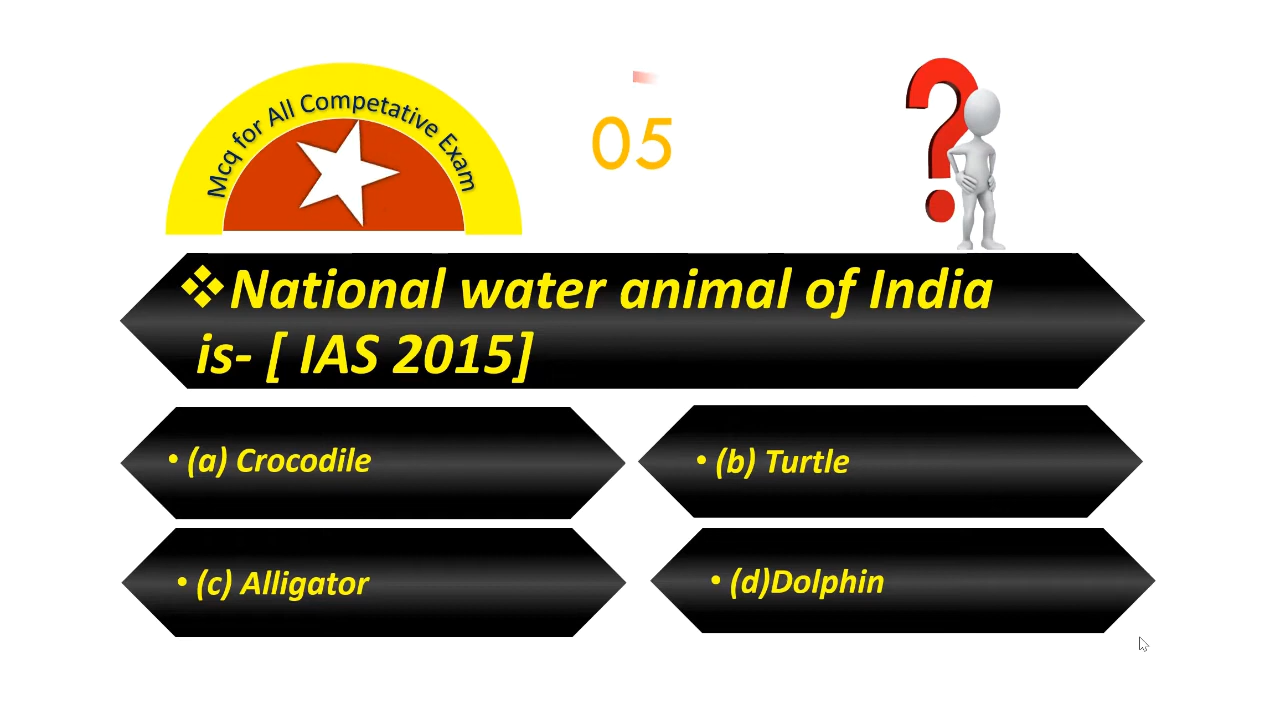 Mcq for All Competative Exam
05
❖National water animal of India
is- [ IAS 2015]
• (a) Crocodile
• (b) Turtle
• (c) Alligator
• (d)Dolphin